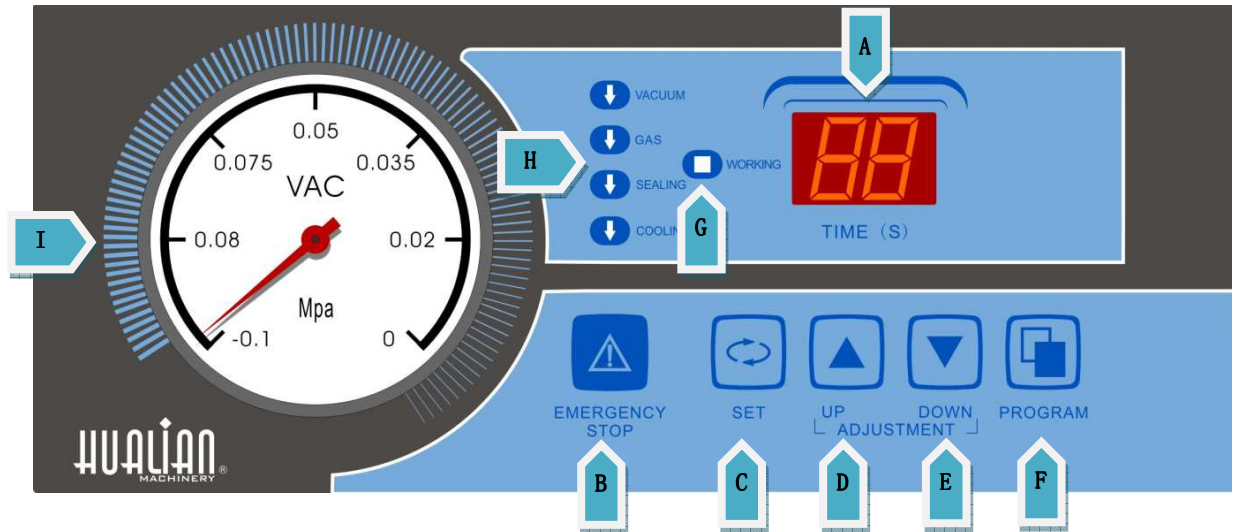 A
VACUUM
GAS
H
WORKING
SEALING
G
COOLIN
88
TIME (S)
I
0.05
0.075
0.035
VAC
0.08
0.02
Mpa
-0.1
0
EMERGENCY
STOP
SET
UP
DOWN
ADJUSTMENT
PROGRAM
HUALIAN®
MACHINERY
B
C
D
E
F